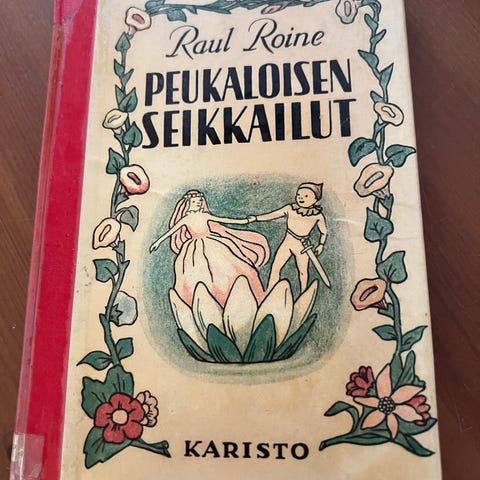 Raul Roine
PEUKALOISEN
SEIKKAILUT
KARISTO